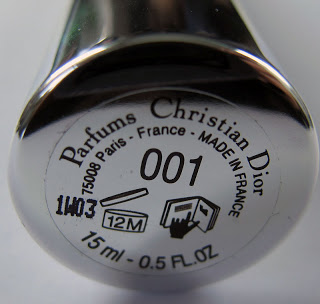 Parfums Christian Dior
75008 Paris - France - MADE IN FRANCE
001
1W03
12M
15 ml - 0.5 FL.OZ